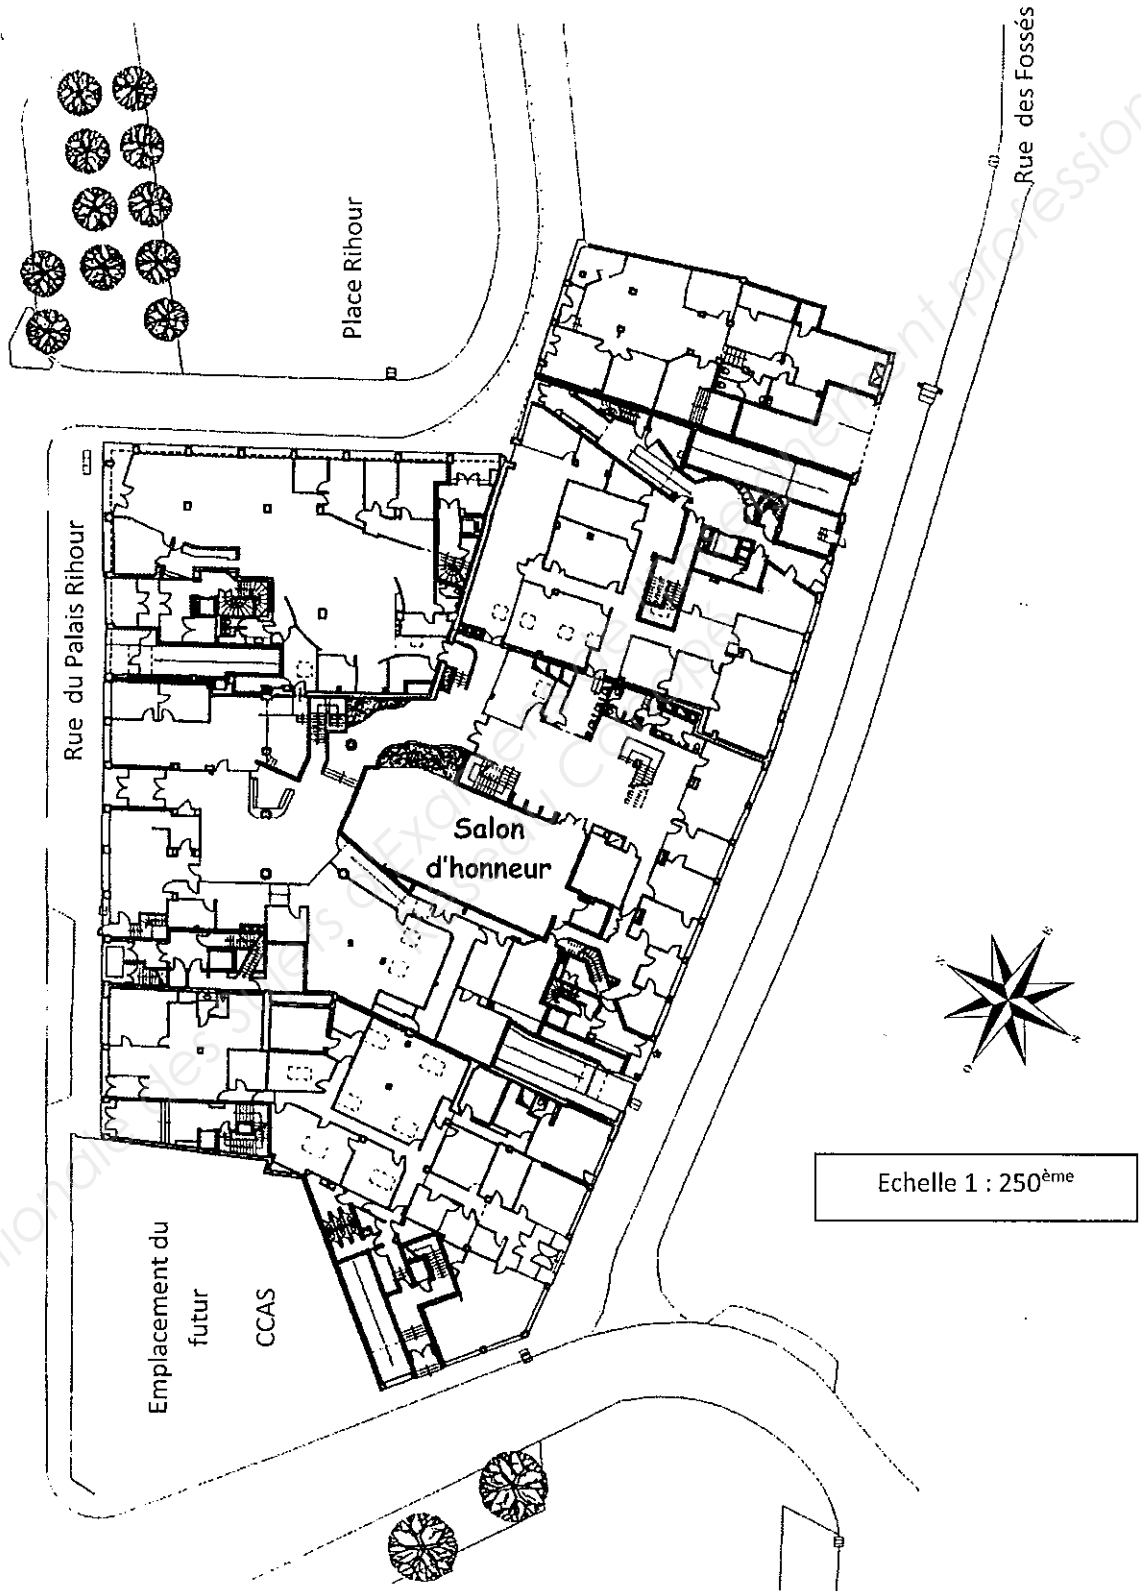 Rue des Fossés
Place Rihour
Rue du Palais Rihour
Salon
d'honneur
Echelle 1 : 250ème
Emplacement du
futur
CCAS